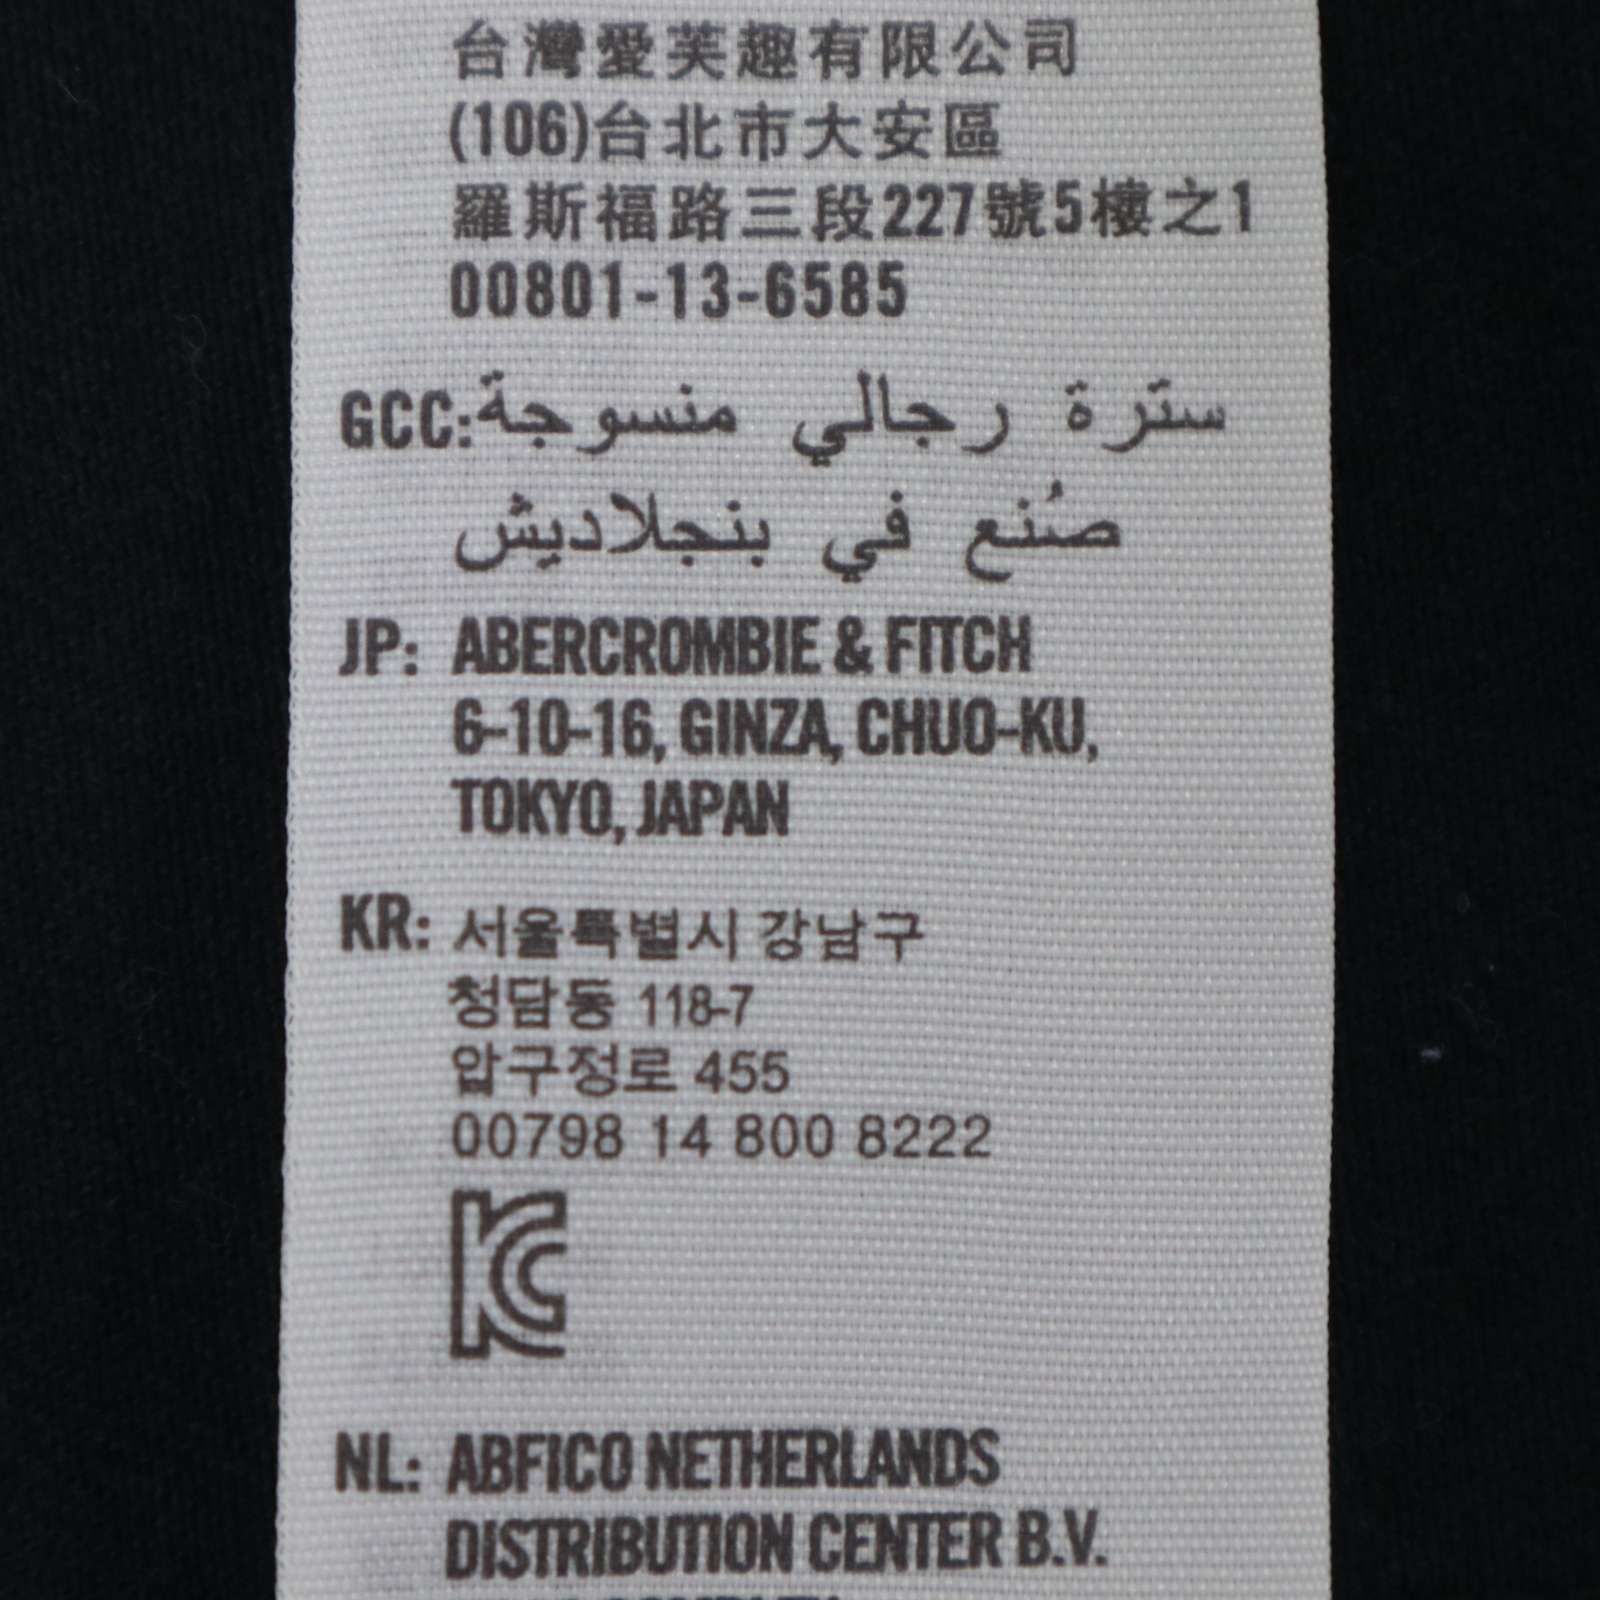 台灣愛芙趣有限公司
(106)台北市大安區
羅斯福路三段227號5樓之1
00801-13-6585
GCC: سترة رجالي منسوجة
صُنع في بنجلاديش
JP: ABERCROMBIE & FITCH
6-10-16, GINZA, CHUO-KU,
TOKYO, JAPAN
KR: 서울특별시 강남구
청담동 118-7
압구정로 455
00798 14 800 8222
KC
NL: ABFICO NETHERLANDS
DISTRIBUTION CENTER B.V.